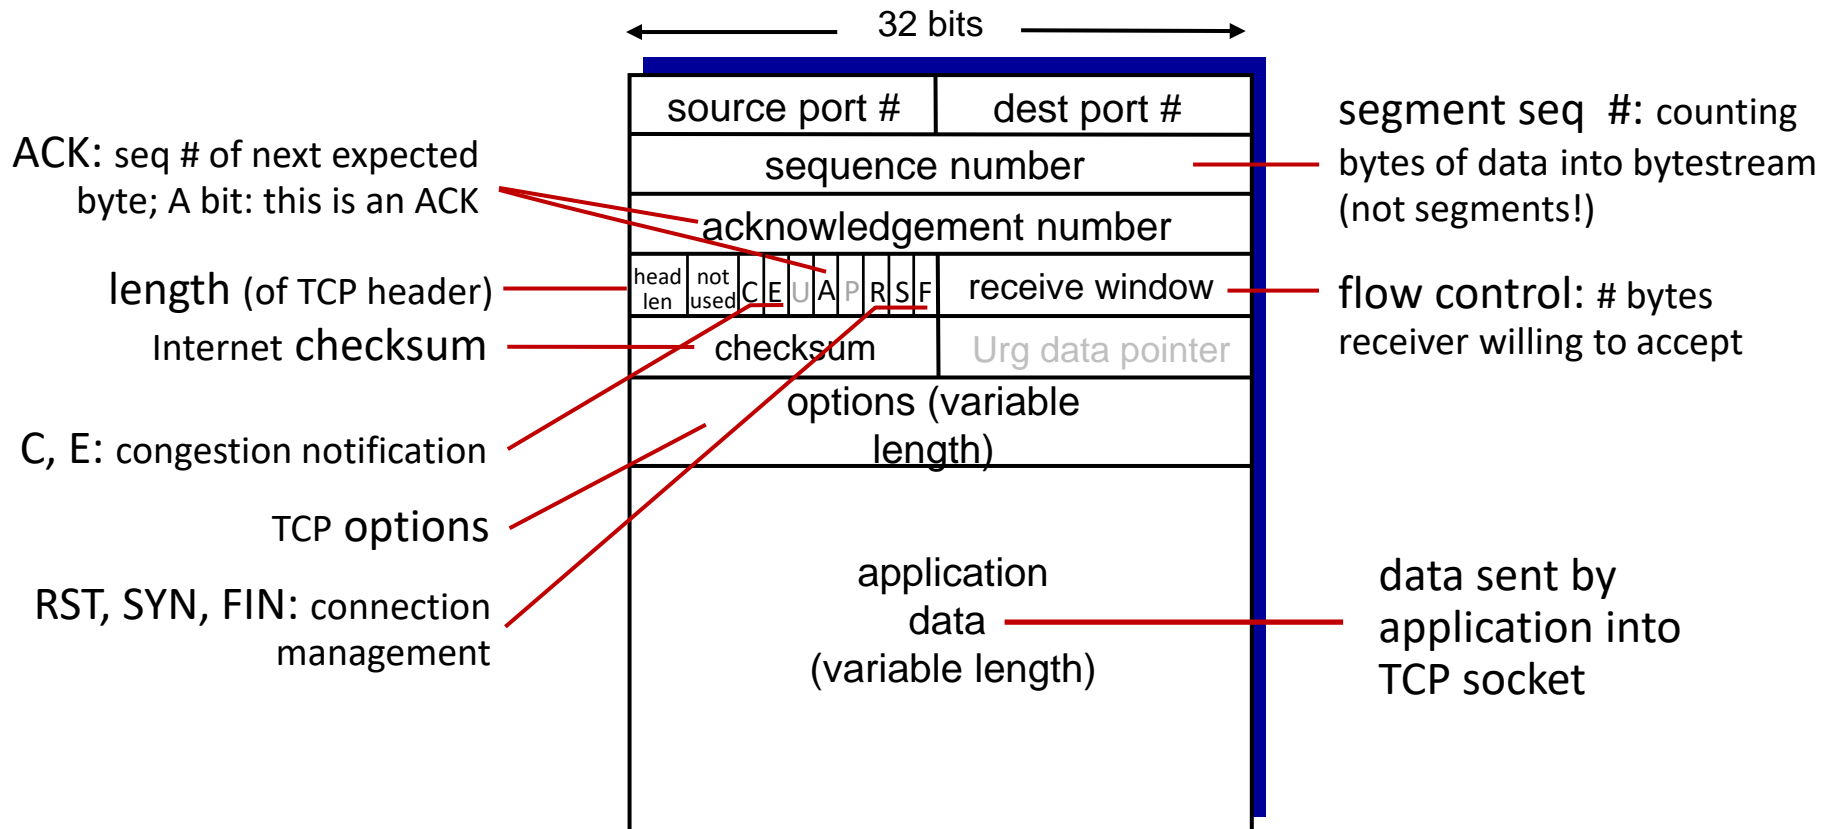 32 bits
source port #
dest port #
sequence number
acknowledgement number
head
len
not
used
C
E
U
A
P
R
S
F
receive window
checksum
Urg data pointer
options (variable
length)
application
data
(variable length)
ACK: seq # of next expected
byte; A bit: this is an ACK
length (of TCP header)
Internet checksum
C, E: congestion notification
TCP options
RST, SYN, FIN: connection
management
segment seq #: counting
bytes of data into bytestream
(not segments!)
flow control: # bytes
receiver willing to accept
data sent by
application into
TCP socket